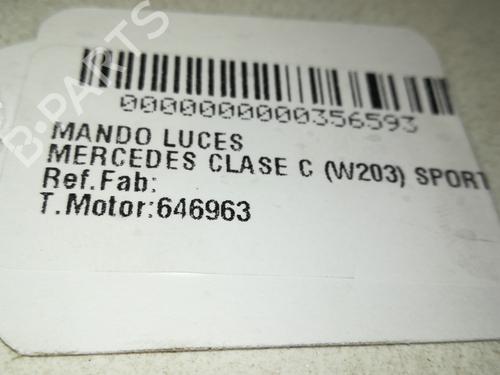 B-PARTS
0000000000356593
MANDO LUCES
MERCEDES CLASE C (W203) SPORT
Ref.Fab:
T.Motor:646963